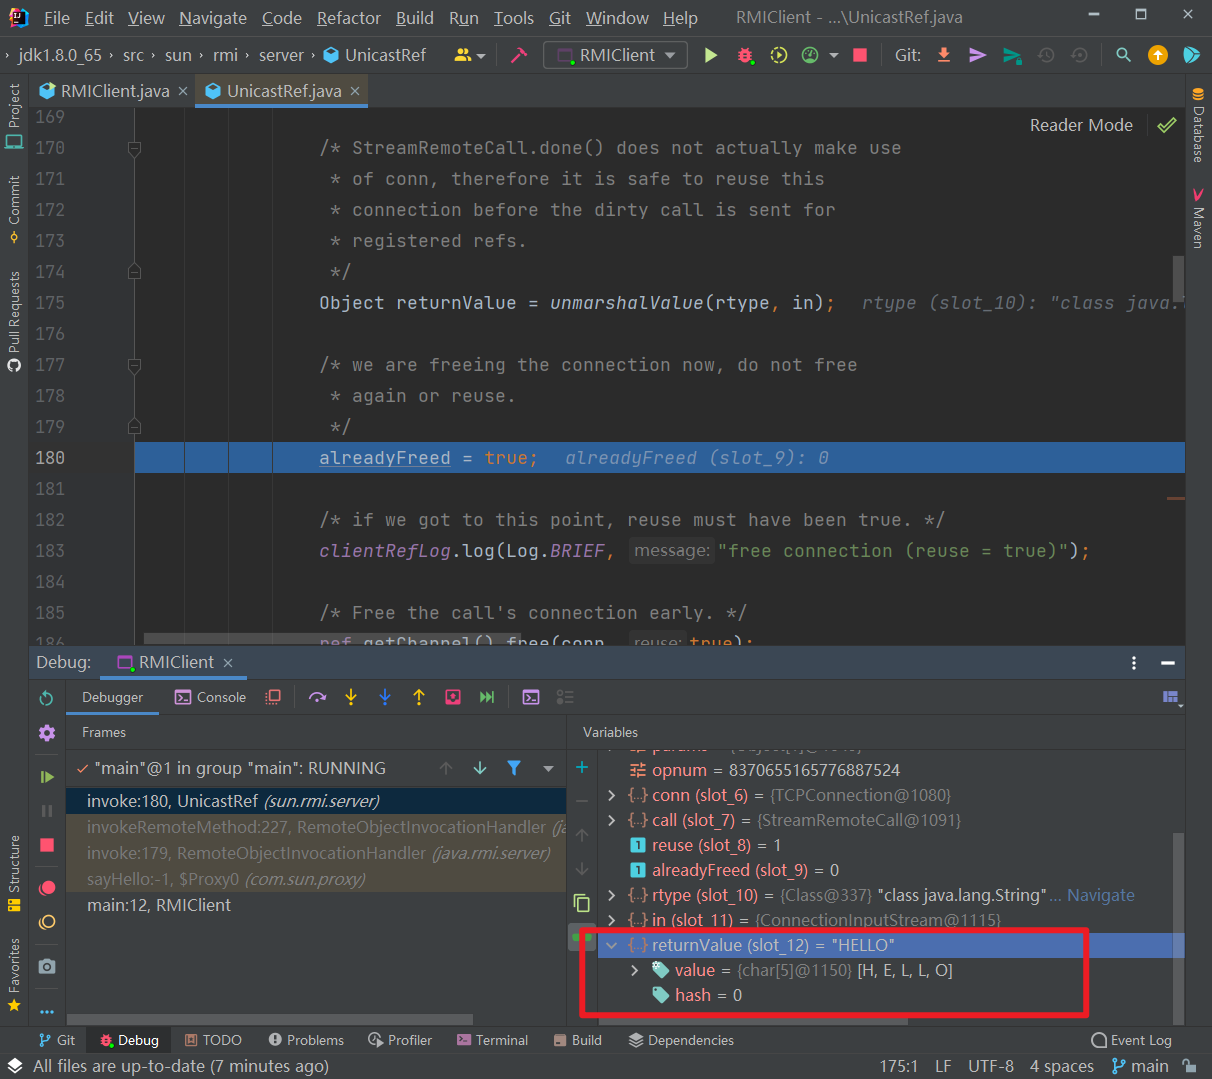 File Edit View Navigate Code Refactor Build Run Tools Git Window Help RMIClient - ...\UnicastRef.java
jdk1.8.0_65 › src › sun › rmi › server › UnicastRef RMIClient Git:
RMIClient.java × UnicastRef.java ×
Project
Commit
Pull Requests
Structure
Favorites
Database
Maven
Reader Mode
169
170 /* StreamRemoteCall.done() does not actually make use
171 * of conn, therefore it is safe to reuse this
172 * connection before the dirty call is sent for
173 * registered refs.
174 */
175 Object returnValue = unmarshalValue(rtype, in); rtype (slot_10): "class java.
176
177 /* we are freeing the connection now, do not free
178 * again or reuse.
179 */
180 alreadyFreed = true; alreadyFreed (slot_9): 0
181
182 /* if we got to this point, reuse must have been true. */
183 clientRefLog.log(Log.BRIEF, message: "free connection (reuse = true)");
184
185 /* Free the call's connection early. */
186 ref.getChannel().free(conn, reuse: true);
Debug: RMIClient ×
Debugger Console
Frames
"main"@1 in group "main": RUNNING
invoke:180, UnicastRef (sun.rmi.server)
invokeRemoteMethod:227, RemoteObjectInvocationHandler (ja
invoke:179, RemoteObjectInvocationHandler (java.rmi.server)
sayHello:-1, $Proxy0 (com.sun.proxy)
main:12, RMIClient
Variables
opnum = 8370655165776887524
conn (slot_6) = {TCPConnection@1080}
call (slot_7) = {StreamRemoteCall@1091}
reuse (slot_8) = 1
alreadyFreed (slot_9) = 0
rtype (slot_10) = {Class@337} "class java.lang.String"... Navigate
in (slot_11) = {ConnectionInputStream@1115}
returnValue (slot_12) = "HELLO"
value = {char[5]@1150} [H, E, L, L, O]
hash = 0
Git Debug TODO Problems Profiler Terminal Build Dependencies Event Log
All files are up-to-date (7 minutes ago) 175:1 LF UTF-8 4 spaces main